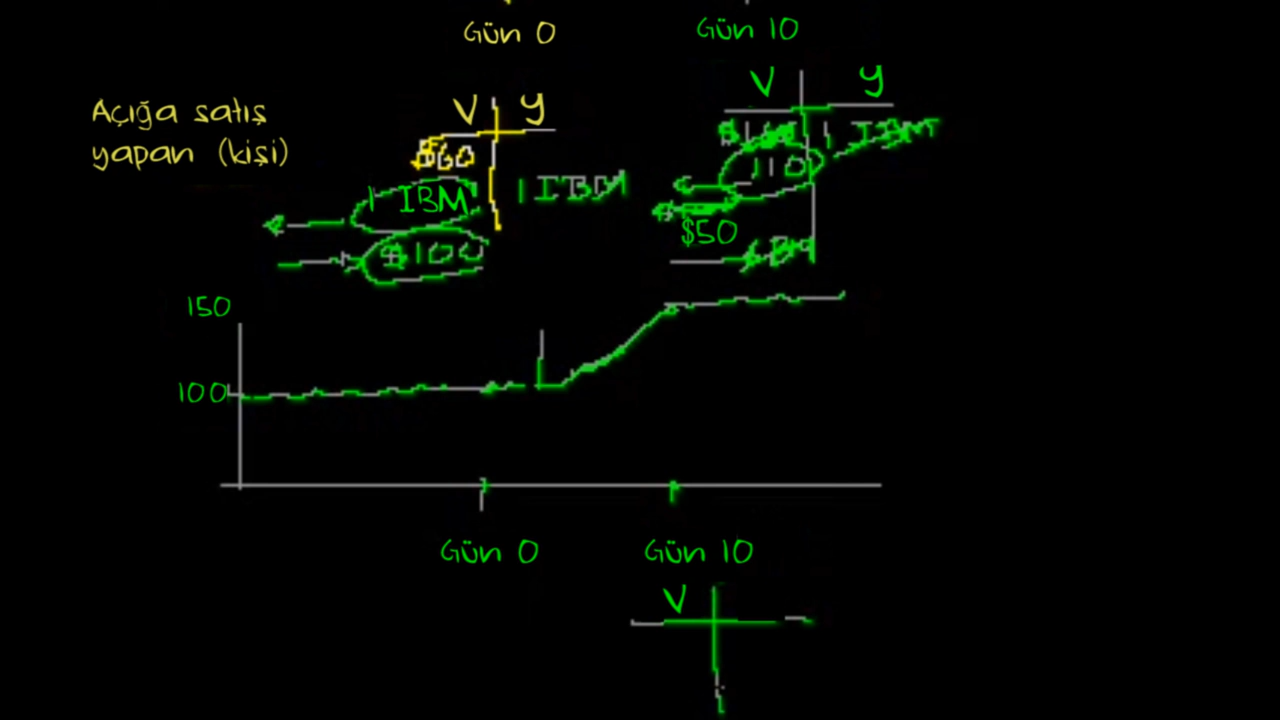 Gün 0
Gün 10
Açığa satış
yapan (kişi)
V Y
$60
1 IBM
1 IBM
$100
V Y
1 IBM
110
$50
150
100
Gün 0
Gün 10
V